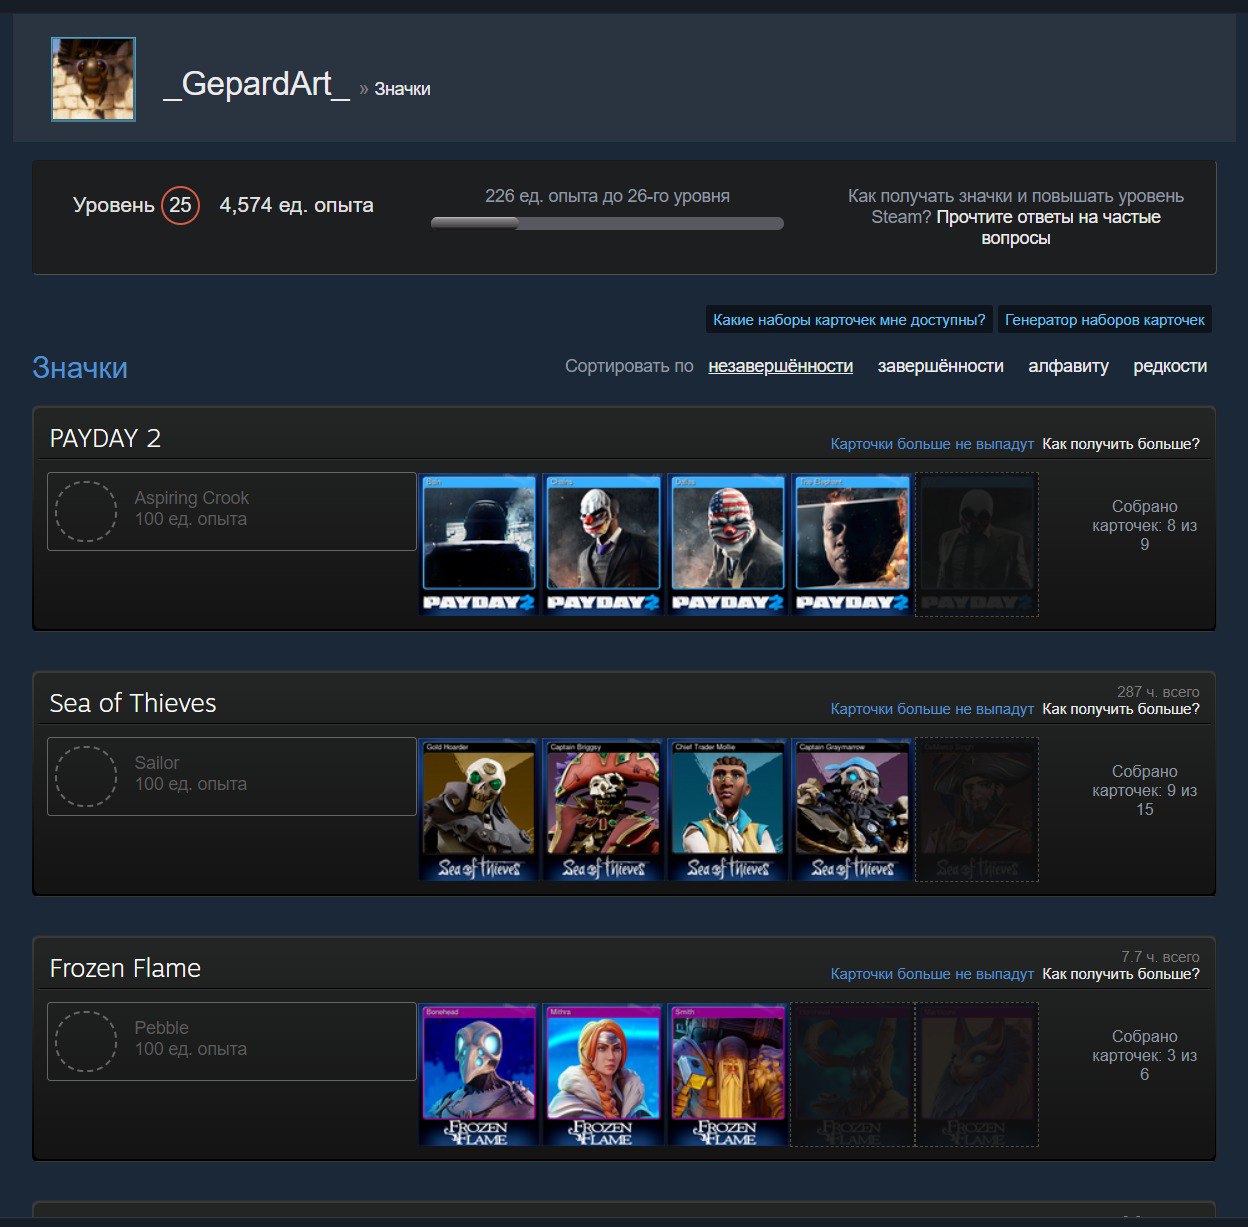 _GepardArt_ » Значки
Уровень 25 4,574 ед. опыта
226 ед. опыта до 26-го уровня
Как получать значки и повышать уровень
Steam? Прочтите ответы на частые
вопросы
Какие наборы карточек мне доступны? Генератор наборов карточек
Значки
Сортировать по незавершённости завершённости алфавиту редкости
PAYDAY 2
Карточки больше не выпадут Как получить больше?
Aspiring Crook
100 ед. опыта
Bain Chains Dallas The Elephant
PAYDAY2 PAYDAY2 PAYDAY2 PAYDAY2 PAYDAY2
Собрано
карточек: 8 из
9
Sea of Thieves
287 ч. всего
Карточки больше не выпадут Как получить больше?
Sailor
100 ед. опыта
Gold Hoarder Captain Briggsy Chief Trader Mollie Captain Graymarrow
Sea of Thieves Sea of Thieves Sea of Thieves Sea of Thieves Sea of Thieves
Собрано
карточек: 9 из
15
Frozen Flame
7.7 ч. всего
Карточки больше не выпадут Как получить больше?
Pebble
100 ед. опыта
Bonehead Mithra Smith
FROZEN FLAME FROZEN FLAME FROZEN FLAME FROZEN FLAME FROZEN FLAME
Собрано
карточек: 3 из
6